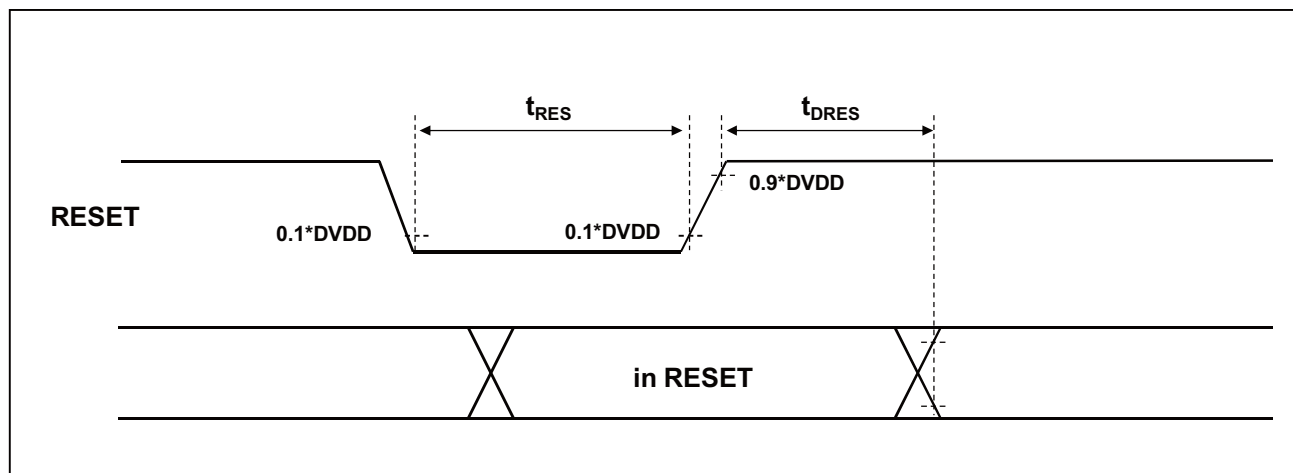 tRES
tDRES
0.9*DVDD
RESET
0.1*DVDD
0.1*DVDD
in RESET